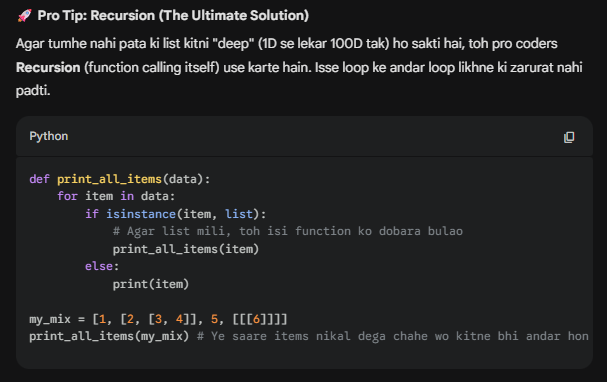 🚀 Pro Tip: Recursion (The Ultimate Solution)
Agar tumhe nahi pata ki list kitni "deep" (1D se lekar 100D tak) ho sakti hai, toh pro coders
Recursion (function calling itself) use karte hain. Isse loop ke andar loop likhne ki zarurat nahi
padti.
Python
def print_all_items(data):
    for item in data:
        if isinstance(item, list):
            # Agar list mili, toh isi function ko dobara bulao
            print_all_items(item)
        else:
            print(item)
my_mix = [1, [2, [3, 4]], 5, [[[6]]]]
print_all_items(my_mix) # Ye saare items nikal dega chahe wo kitne bhi andar hon